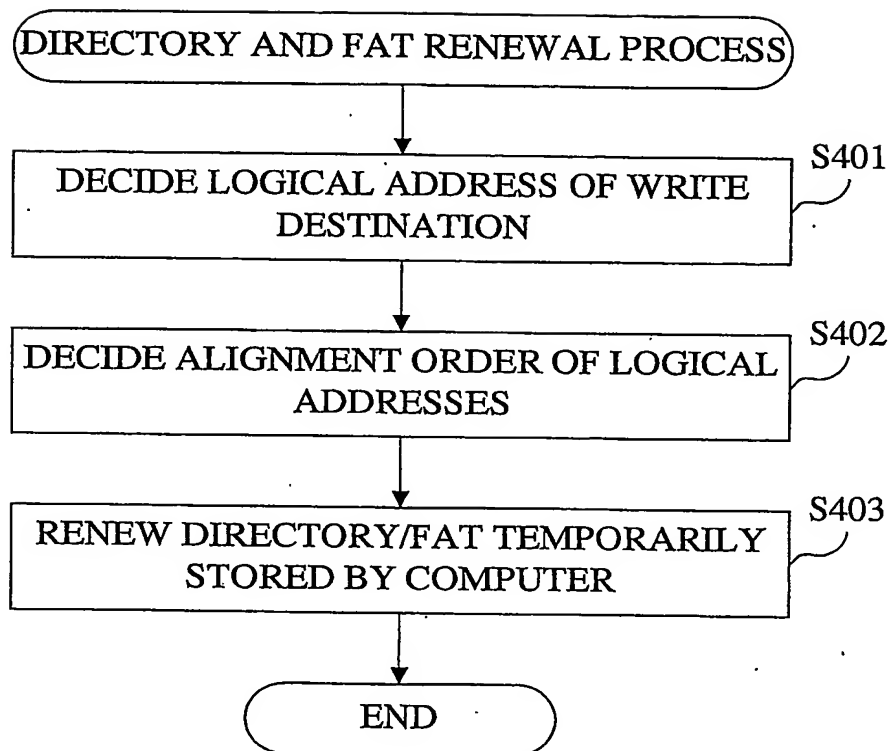 DIRECTORY AND FAT RENEWAL PROCESS
S401
DECIDE LOGICAL ADDRESS OF WRITE
DESTINATION
S402
DECIDE ALIGNMENT ORDER OF LOGICAL
ADDRESSES
S403
RENEW DIRECTORY/FAT TEMPORARILY
STORED BY COMPUTER
END